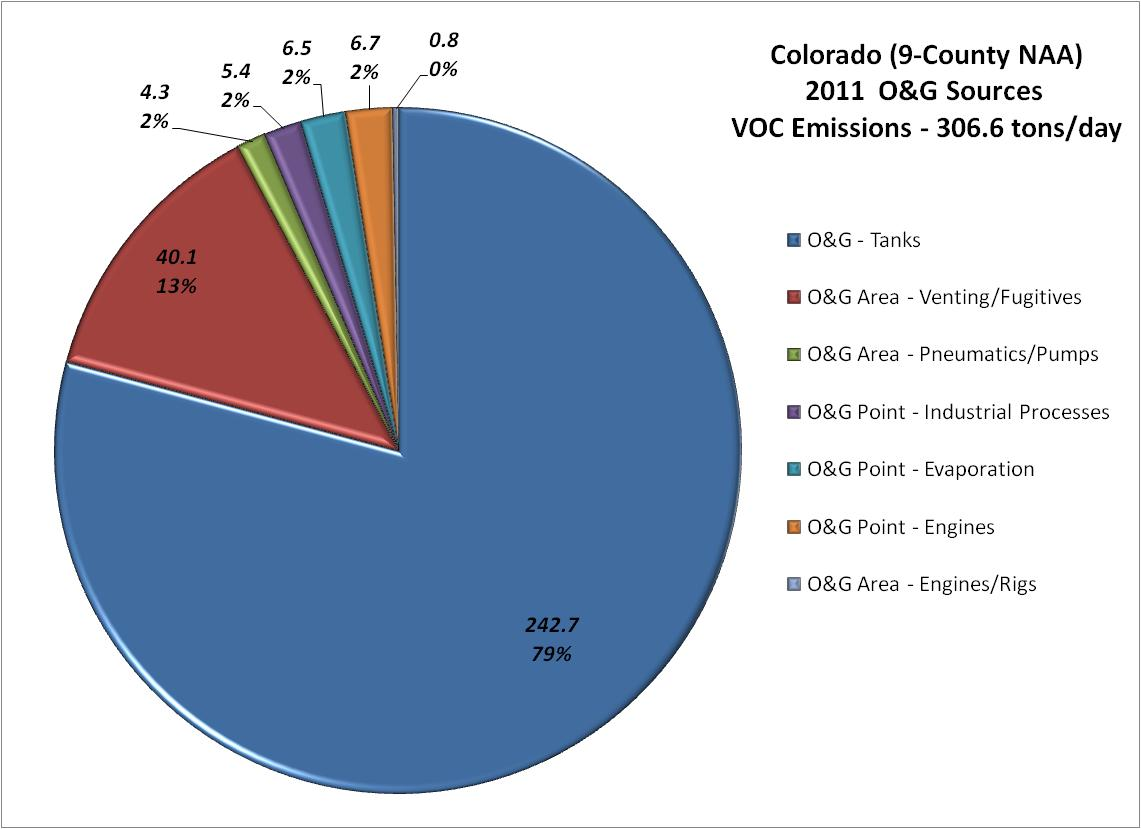 Colorado (9-County NAA)
2011 O&G Sources
VOC Emissions - 306.6 tons/day
4.3
2%
5.4
2%
6.5
2%
6.7
2%
0.8
0%
40.1
13%
242.7
79%
O&G - Tanks
O&G Area - Venting/Fugitives
O&G Area - Pneumatics/Pumps
O&G Point - Industrial Processes
O&G Point - Evaporation
O&G Point - Engines
O&G Area - Engines/Rigs